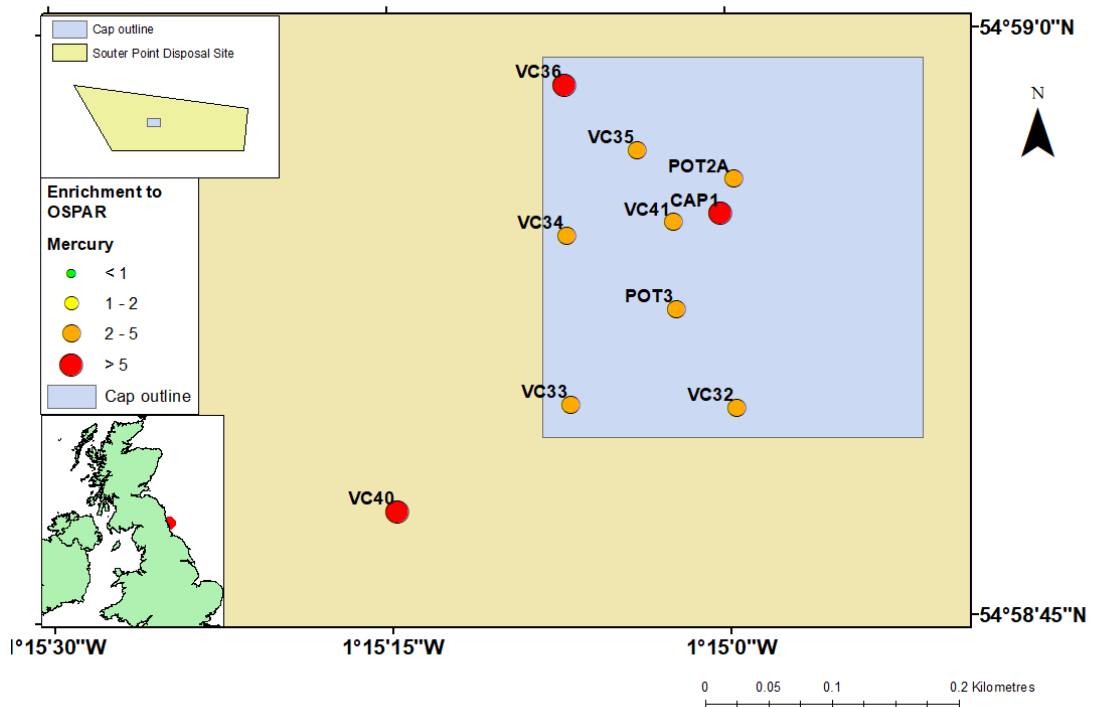 Cap outline
Souter Point Disposal Site
Enrichment to
OSPAR
Mercury
< 1
1 - 2
2 - 5
> 5
Cap outline
VC36
VC35
POT2A
CAP1
VC41
VC34
POT3
VC33
VC32
VC40
54°59'0"N
N
54°58'45"N
1°15'30"W
1°15'15"W
1°15'0"W
0 0.05 0.1 0.2 Kilometres